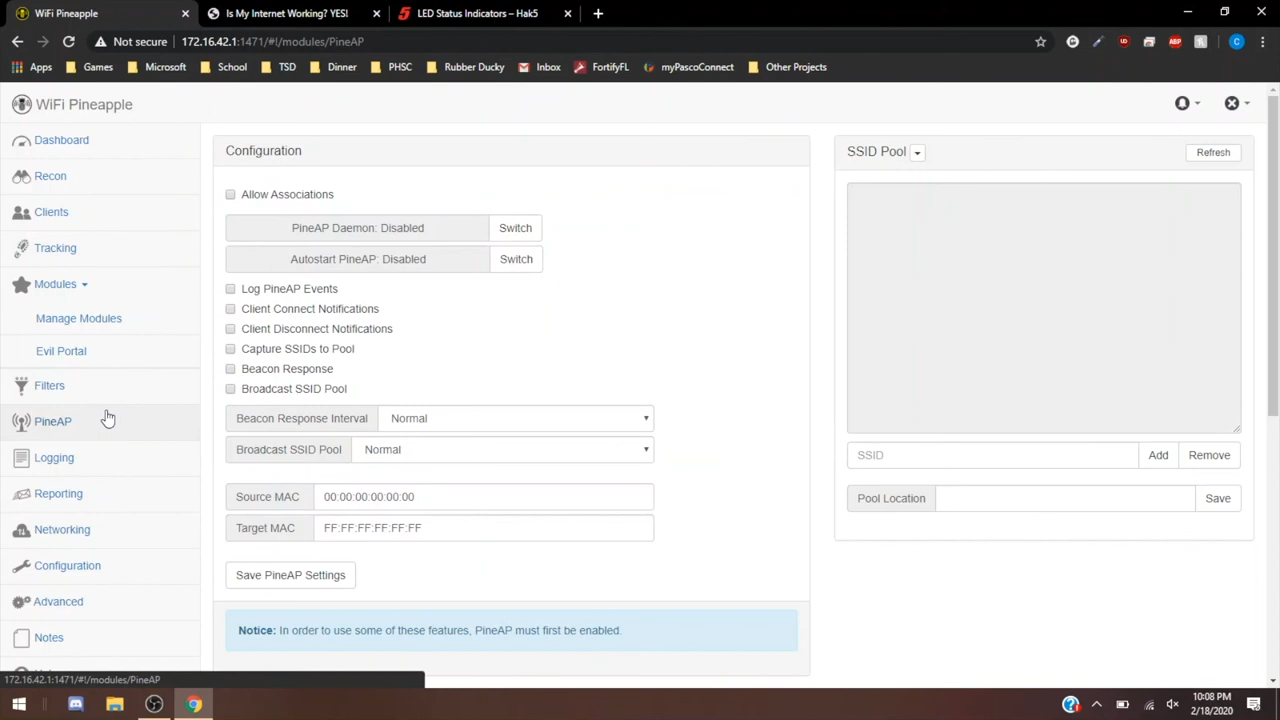 WiFi Pineapple
Is My Internet Working? YES!
LED Status Indicators – Hak5
Not secure 172.16.42.1:1471/#!/modules/PineAP
Apps Games Microsoft School TSD Dinner PHSC Rubber Ducky Inbox FortifyFL myPascoConnect Other Projects
WiFi Pineapple
Dashboard
Recon
Clients
Tracking
Modules
Manage Modules
Evil Portal
Filters
PineAP
Logging
Reporting
Networking
Configuration
Advanced
Notes
Configuration
Allow Associations
PineAP Daemon: Disabled Switch
Autostart PineAP: Disabled Switch
Log PineAP Events
Client Connect Notifications
Client Disconnect Notifications
Capture SSIDs to Pool
Beacon Response
Broadcast SSID Pool
Beacon Response Interval Normal
Broadcast SSID Pool Normal
Source MAC 00:00:00:00:00:00
Target MAC FF:FF:FF:FF:FF:FF
Save PineAP Settings
Notice: In order to use some of these features, PineAP must first be enabled.
SSID Pool Refresh
SSID Add Remove
Pool Location Save
172.16.42.1:1471/#!/modules/PineAP
10:08 PM
2/18/2020